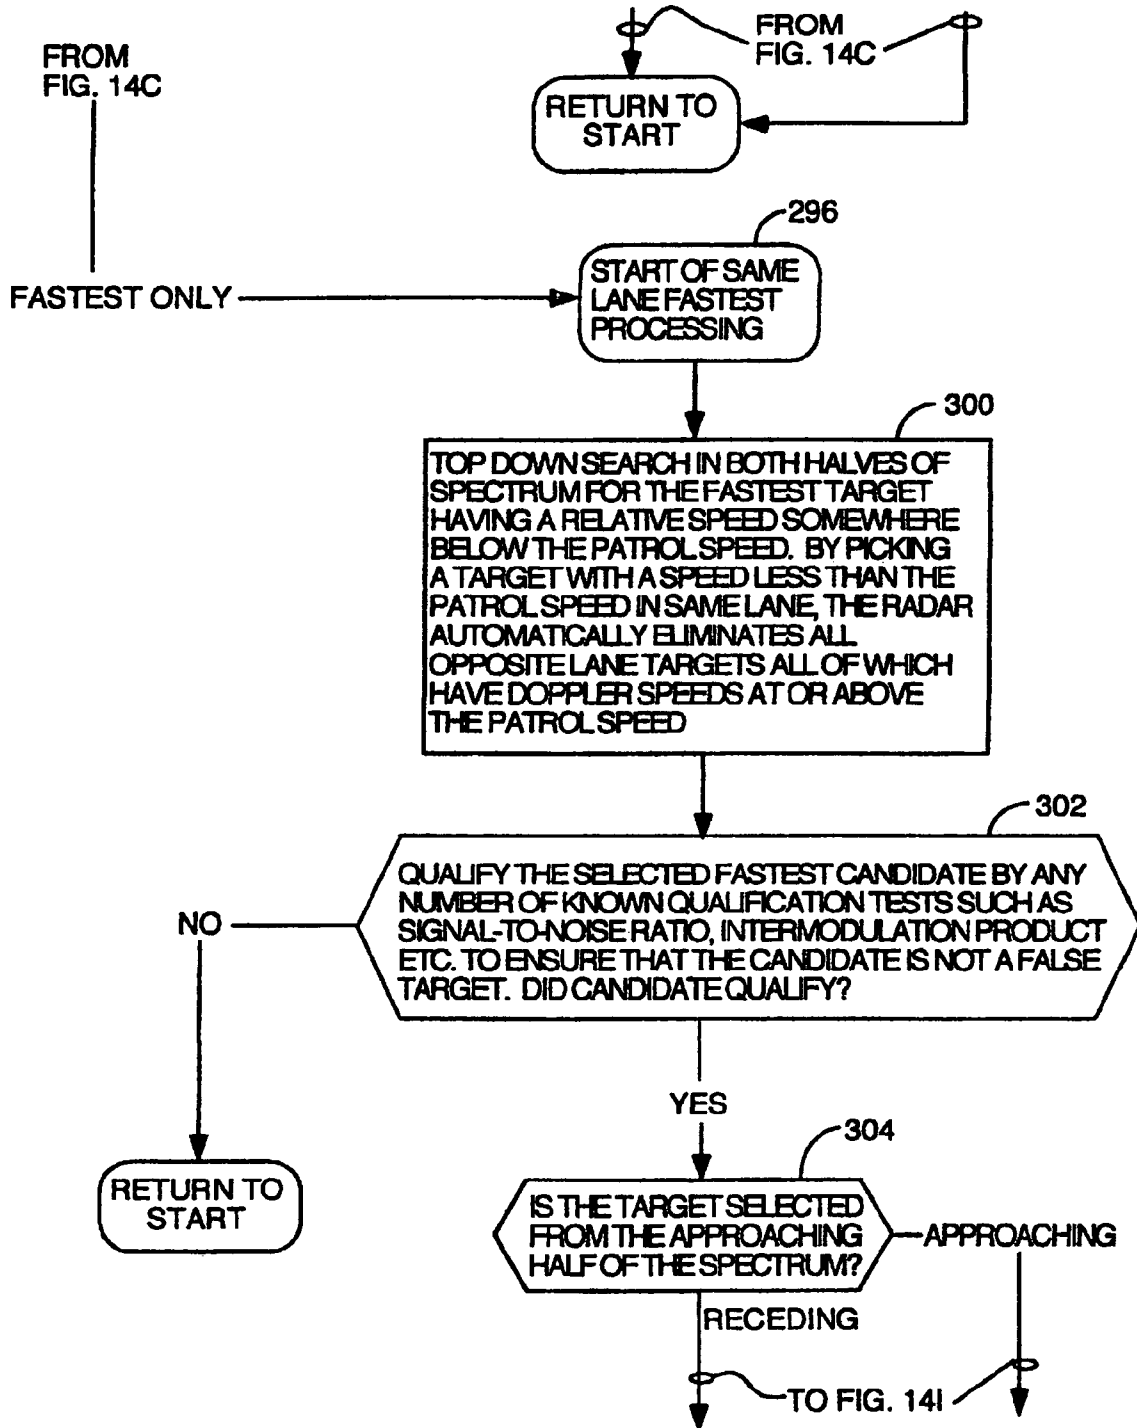 FROM
FIG. 14C
FROM
FIG. 14C
RETURN TO
START
296
FASTEST ONLY
START OF SAME
LANE FASTEST
PROCESSING
300
TOP DOWN SEARCH IN BOTH HALVES OF
SPECTRUM FOR THE FASTEST TARGET
HAVING A RELATIVE SPEED SOMEWHERE
BELOW THE PATROL SPEED. BY PICKING
A TARGET WITH A SPEED LESS THAN THE
PATROL SPEED IN SAME LANE, THE RADAR
AUTOMATICALLY ELIMINATES ALL
OPPOSITE LANE TARGETS ALL OF WHICH
HAVE DOPPLER SPEEDS AT OR ABOVE
THE PATROL SPEED
302
QUALIFY THE SELECTED FASTEST CANDIDATE BY ANY
NUMBER OF KNOWN QUALIFICATION TESTS SUCH AS
SIGNAL-TO-NOISE RATIO, INTERMODULATION PRODUCT
ETC. TO ENSURE THAT THE CANDIDATE IS NOT A FALSE
TARGET. DID CANDIDATE QUALIFY?
NO
YES
RETURN TO
START
304
IS THE TARGET SELECTED
FROM THE APPROACHING
HALF OF THE SPECTRUM?
APPROACHING
RECEDING
TO FIG. 14I